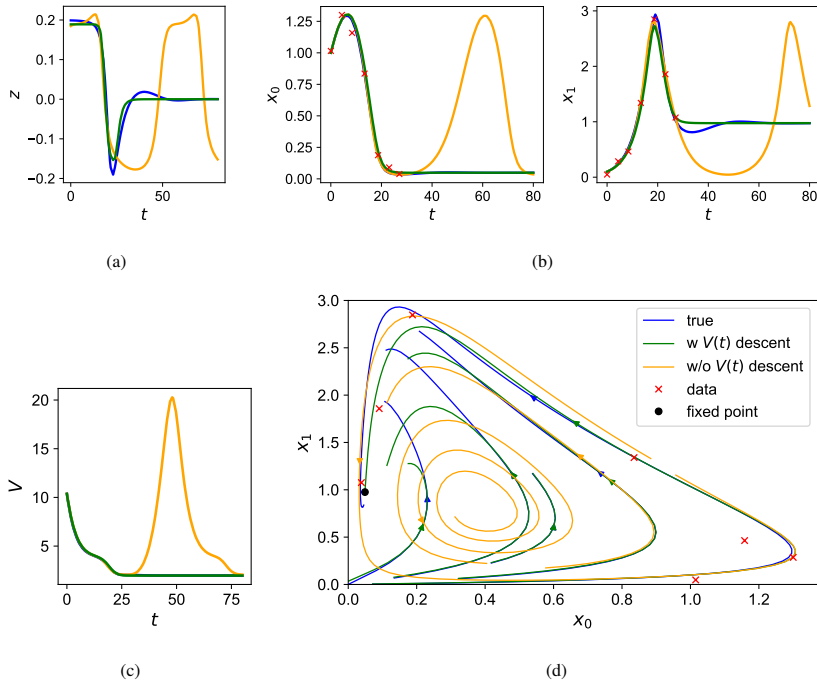 0.2
0.1
0.0
−0.1
−0.2
z
0
50
t
(a)
1.25
1.00
0.75
0.50
0.25
0.00
x0
0
20
40
60
80
t
3
2
1
0
x1
0
20
40
60
80
t
(b)
20
15
10
5
V
0
25
50
75
t
(c)
3.0
2.5
2.0
1.5
1.0
0.5
0.0
x1
0.0
0.2
0.4
0.6
0.8
1.0
1.2
x0
true
w V(t) descent
w/o V(t) descent
data
fixed point
(d)